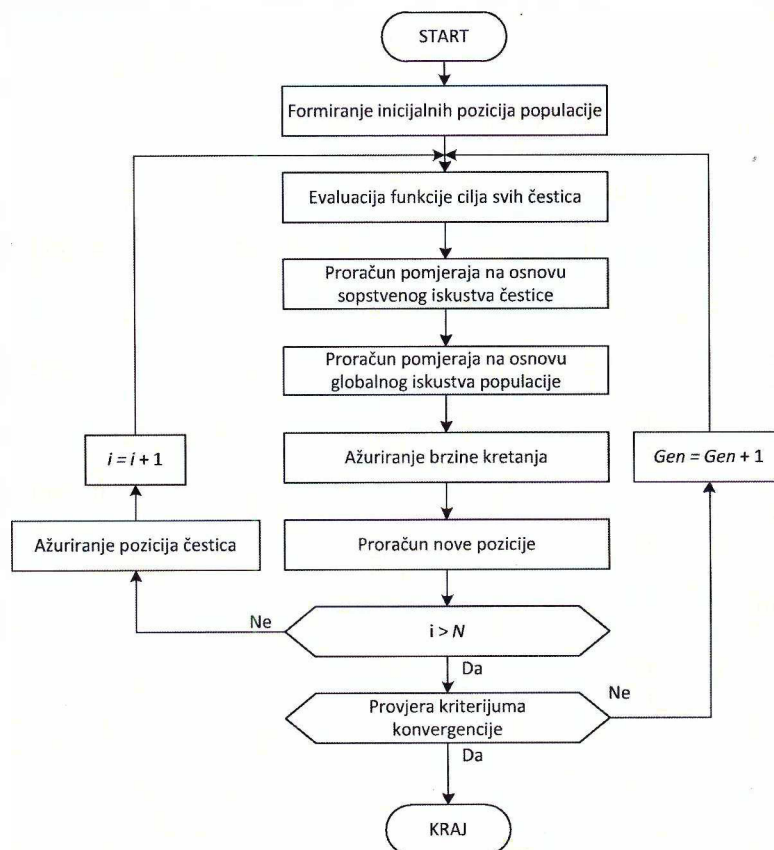 START
Formiranje inicijalnih pozicija populacije
Evaluacija funkcije cilja svih čestica
Proračun pomjeraja na osnovu
sopstvenog iskustva čestice
Proračun pomjeraja na osnovu
globalnog iskustva populacije
i = i + 1
Ažuriranje brzine kretanja
Gen = Gen + 1
Ažuriranje pozicija čestica
Proračun nove pozicije
Ne
i > N
Da
Provjera kriterijuma
konvergencije
Ne
Da
KRAJ